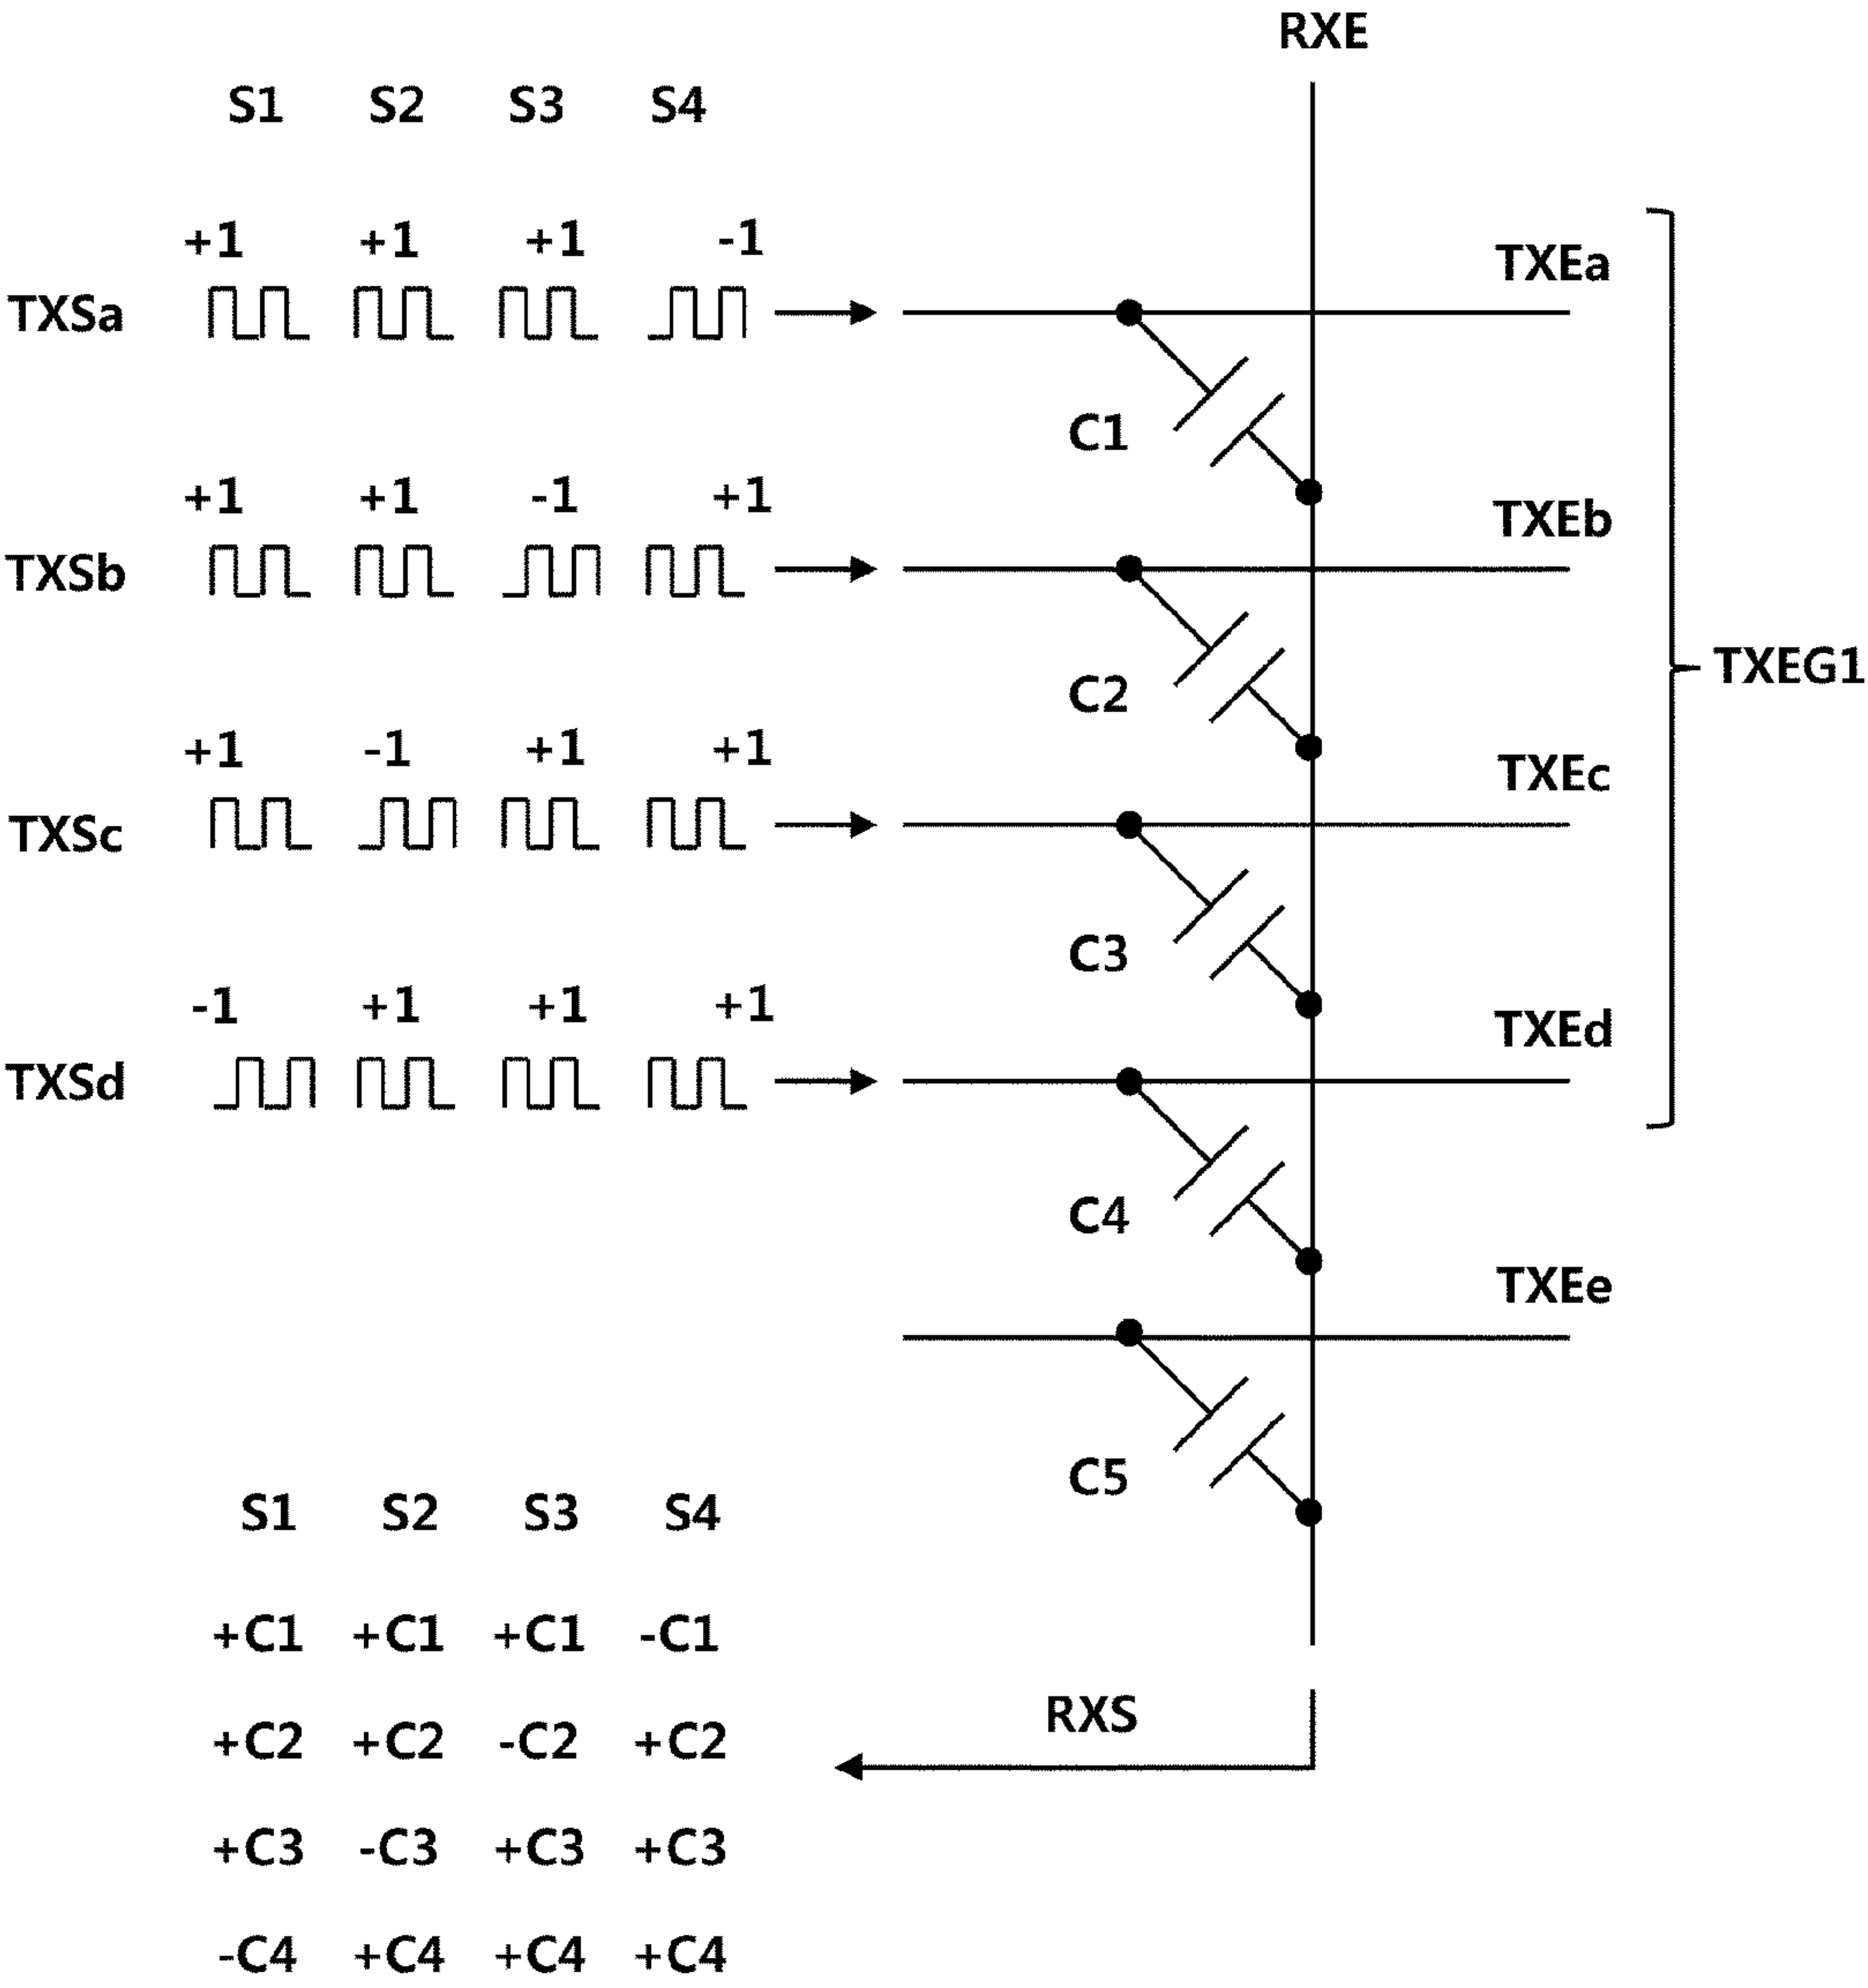 RXE
S1 S2 S3 S4
+1 +1 +1 -1
TXSa
TXEa
C1
+1 +1 -1 +1
TXSb
TXEb
C2
TXEG1
+1 -1 +1 +1
TXSc
TXEc
C3
-1 +1 +1 +1
TXSd
TXEd
C4
TXEe
C5
S1 S2 S3 S4
+C1 +C1 +C1 -C1
RXS
+C2 +C2 -C2 +C2
+C3 -C3 +C3 +C3
-C4 +C4 +C4 +C4